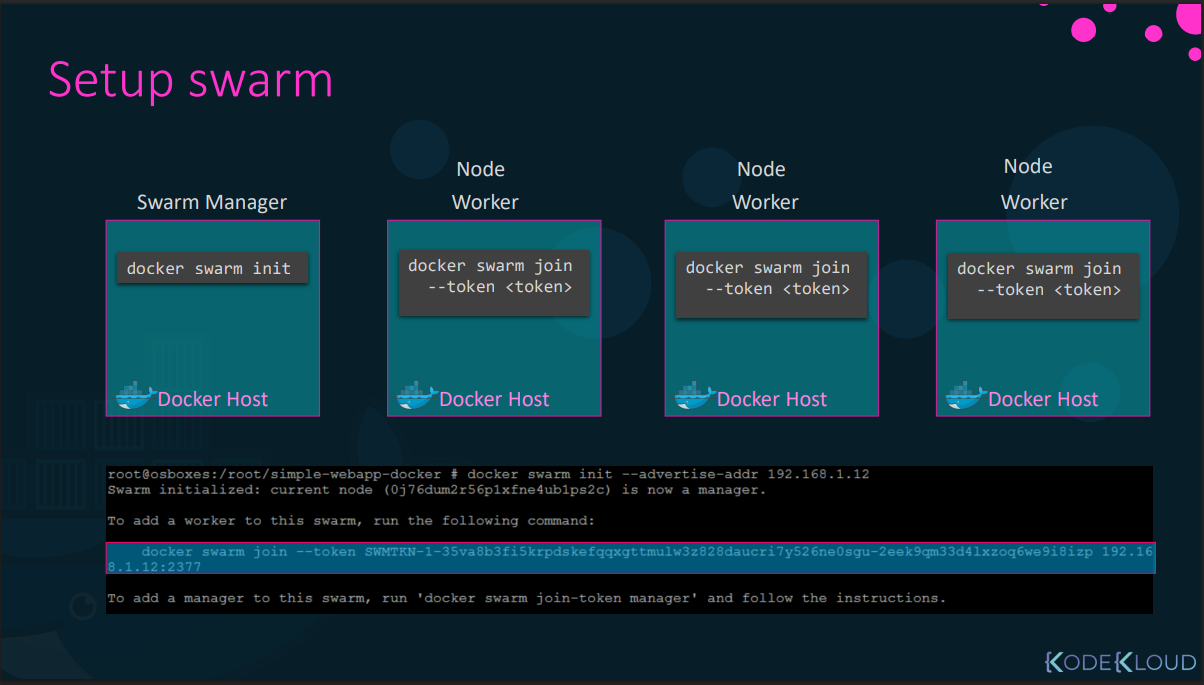 Setup swarm
Swarm Manager
docker swarm init
Docker Host
Node
Worker
docker swarm join
--token <token>
Docker Host
Node
Worker
docker swarm join
--token <token>
Docker Host
Node
Worker
docker swarm join
--token <token>
Docker Host
root@osboxes:/root/simple-webapp-docker # docker swarm init --advertise-addr 192.168.1.12
Swarm initialized: current node (0j76dum2r56p1xfne4ub1ps2c) is now a manager.
To add a worker to this swarm, run the following command:
docker swarm join --token SWMTKN-1-35va8b3fi5krpdskefqqxgttmulw3z828daucri7y526ne0sgu-2eek9qm33d4lxzoq6we9i8izp 192.16
8.1.12:2377
To add a manager to this swarm, run 'docker swarm join-token manager' and follow the instructions.
KODEKLOUD